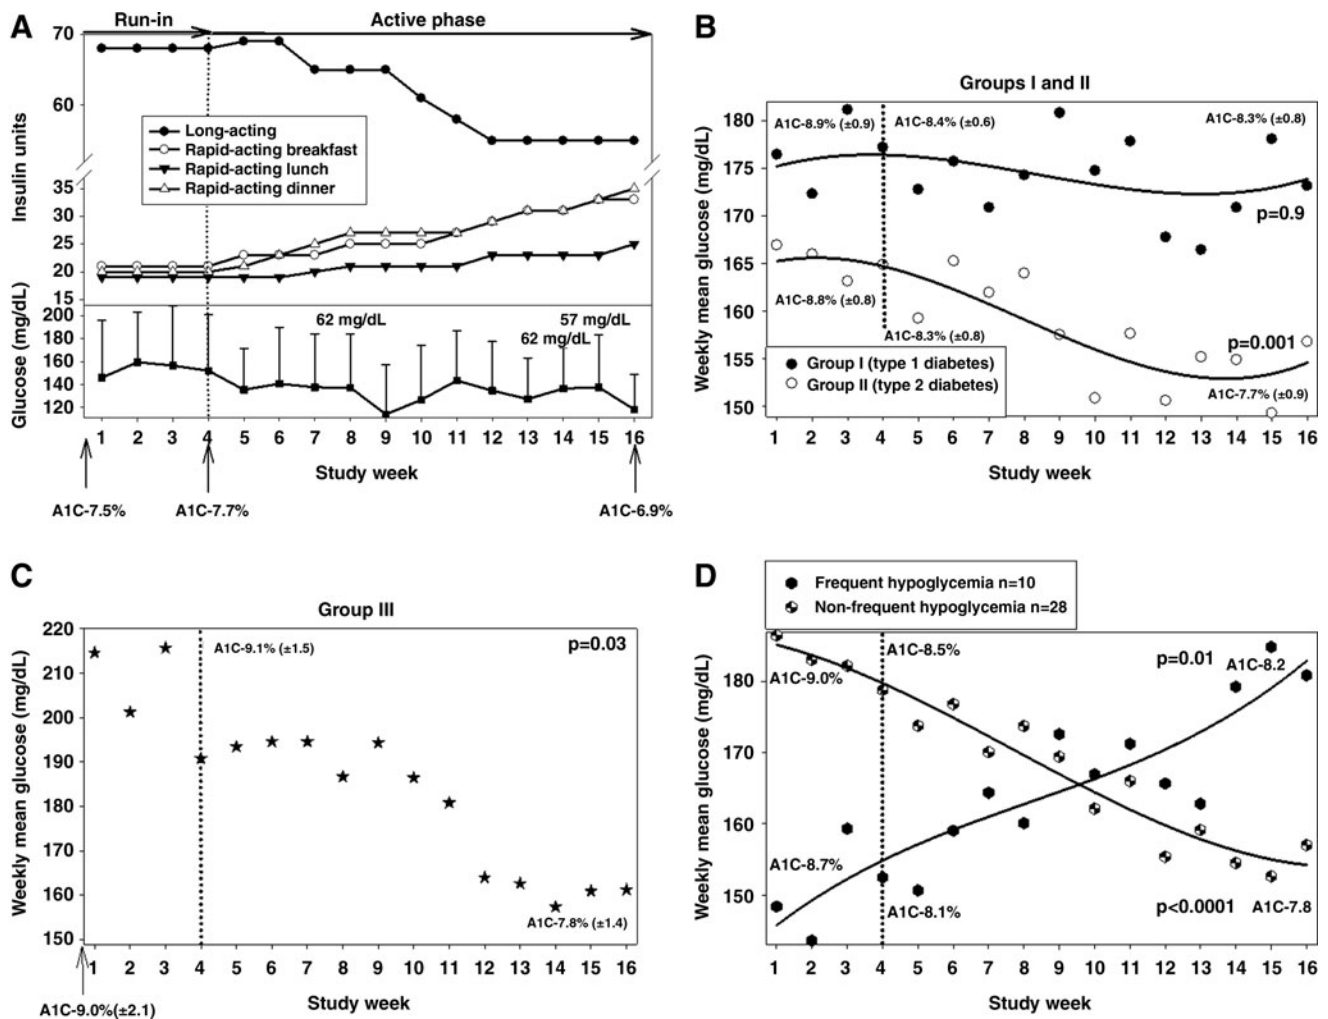 A
Run-in
Active phase
70
60
35
30
25
20
15
Insulin units
Long-acting
Rapid-acting breakfast
Rapid-acting lunch
Rapid-acting dinner
200
180
160
140
120
Glucose (mg/dL)
62 mg/dL
57 mg/dL
62 mg/dL
1 2 3 4 5 6 7 8 9 10 11 12 13 14 15 16
Study week
A1C-7.5%
A1C-7.7%
A1C-6.9%
B
Groups I and II
180
175
170
165
160
155
150
Weekly mean glucose (mg/dL)
A1C-8.9% (±0.9)
A1C-8.4% (±0.6)
A1C-8.3% (±0.8)
p=0.9
A1C-8.8% (±0.8)
A1C-8.3% (±0.8)
p=0.001
A1C-7.7% (±0.9)
Group I (type 1 diabetes)
Group II (type 2 diabetes)
1 2 3 4 5 6 7 8 9 10 11 12 13 14 15 16
Study week
C
Group III
220
210
200
190
180
170
160
150
Weekly mean glucose (mg/dL)
A1C-9.1% (±1.5)
p=0.03
A1C-7.8% (±1.4)
1 2 3 4 5 6 7 8 9 10 11 12 13 14 15 16
Study week
A1C-9.0%(±2.1)
D
Frequent hypoglycemia n=10
Non-frequent hypoglycemia n=28
180
170
160
150
Weekly mean glucose (mg/dL)
A1C-9.0%
A1C-8.5%
p=0.01
A1C-8.2
A1C-8.7%
A1C-8.1%
p<0.0001
A1C-7.8
1 2 3 4 5 6 7 8 9 10 11 12 13 14 15 16
Study week